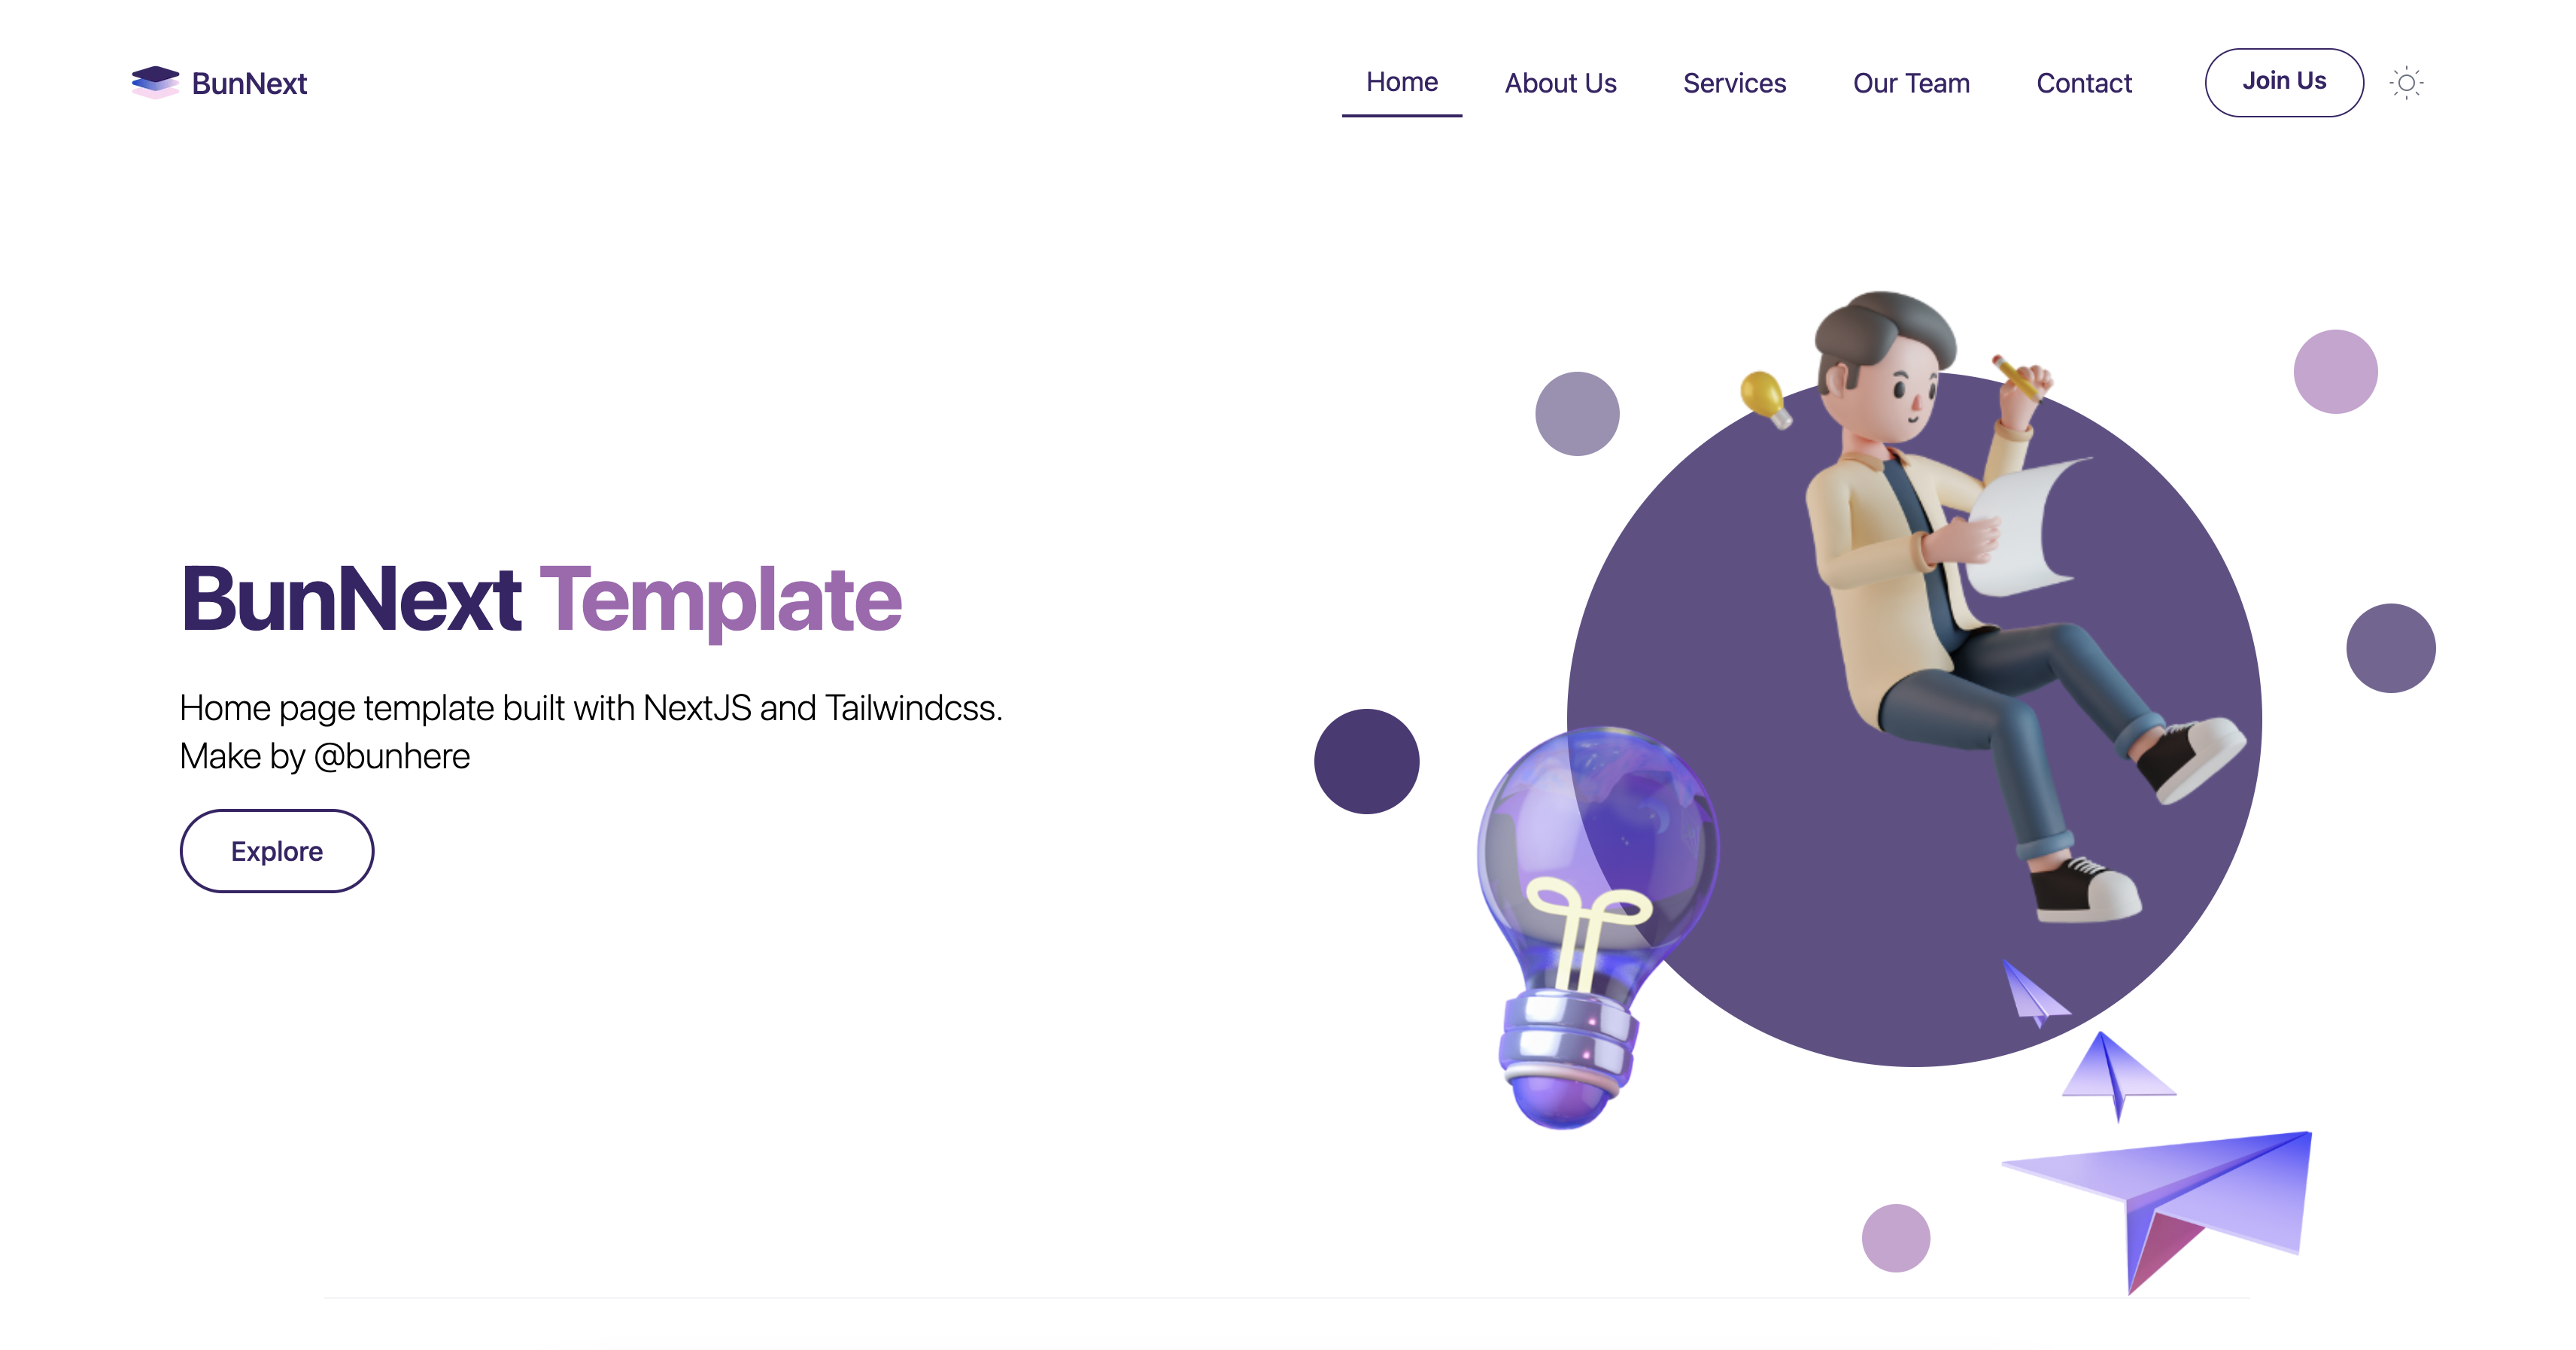 BunNext
Home
About Us
Services
Our Team
Contact
Join Us
BunNext Template
Home page template built with NextJS and Tailwindcss.
Make by @bunhere
Explore